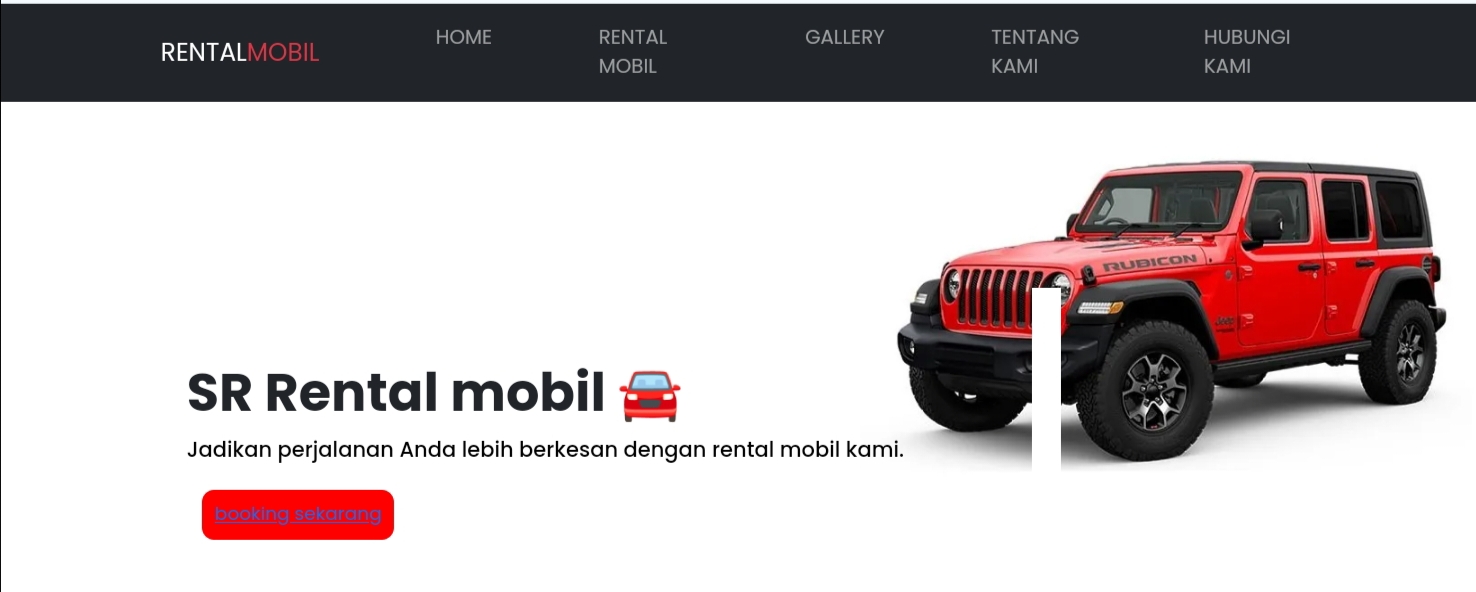 RENTALMOBIL
HOME
RENTAL
MOBIL
GALLERY
TENTANG
KAMI
HUBUNGI
KAMI
RUBICON
SR Rental mobil 🚘
Jadikan perjalanan Anda lebih berkesan dengan rental mobil kami.
booking sekarang